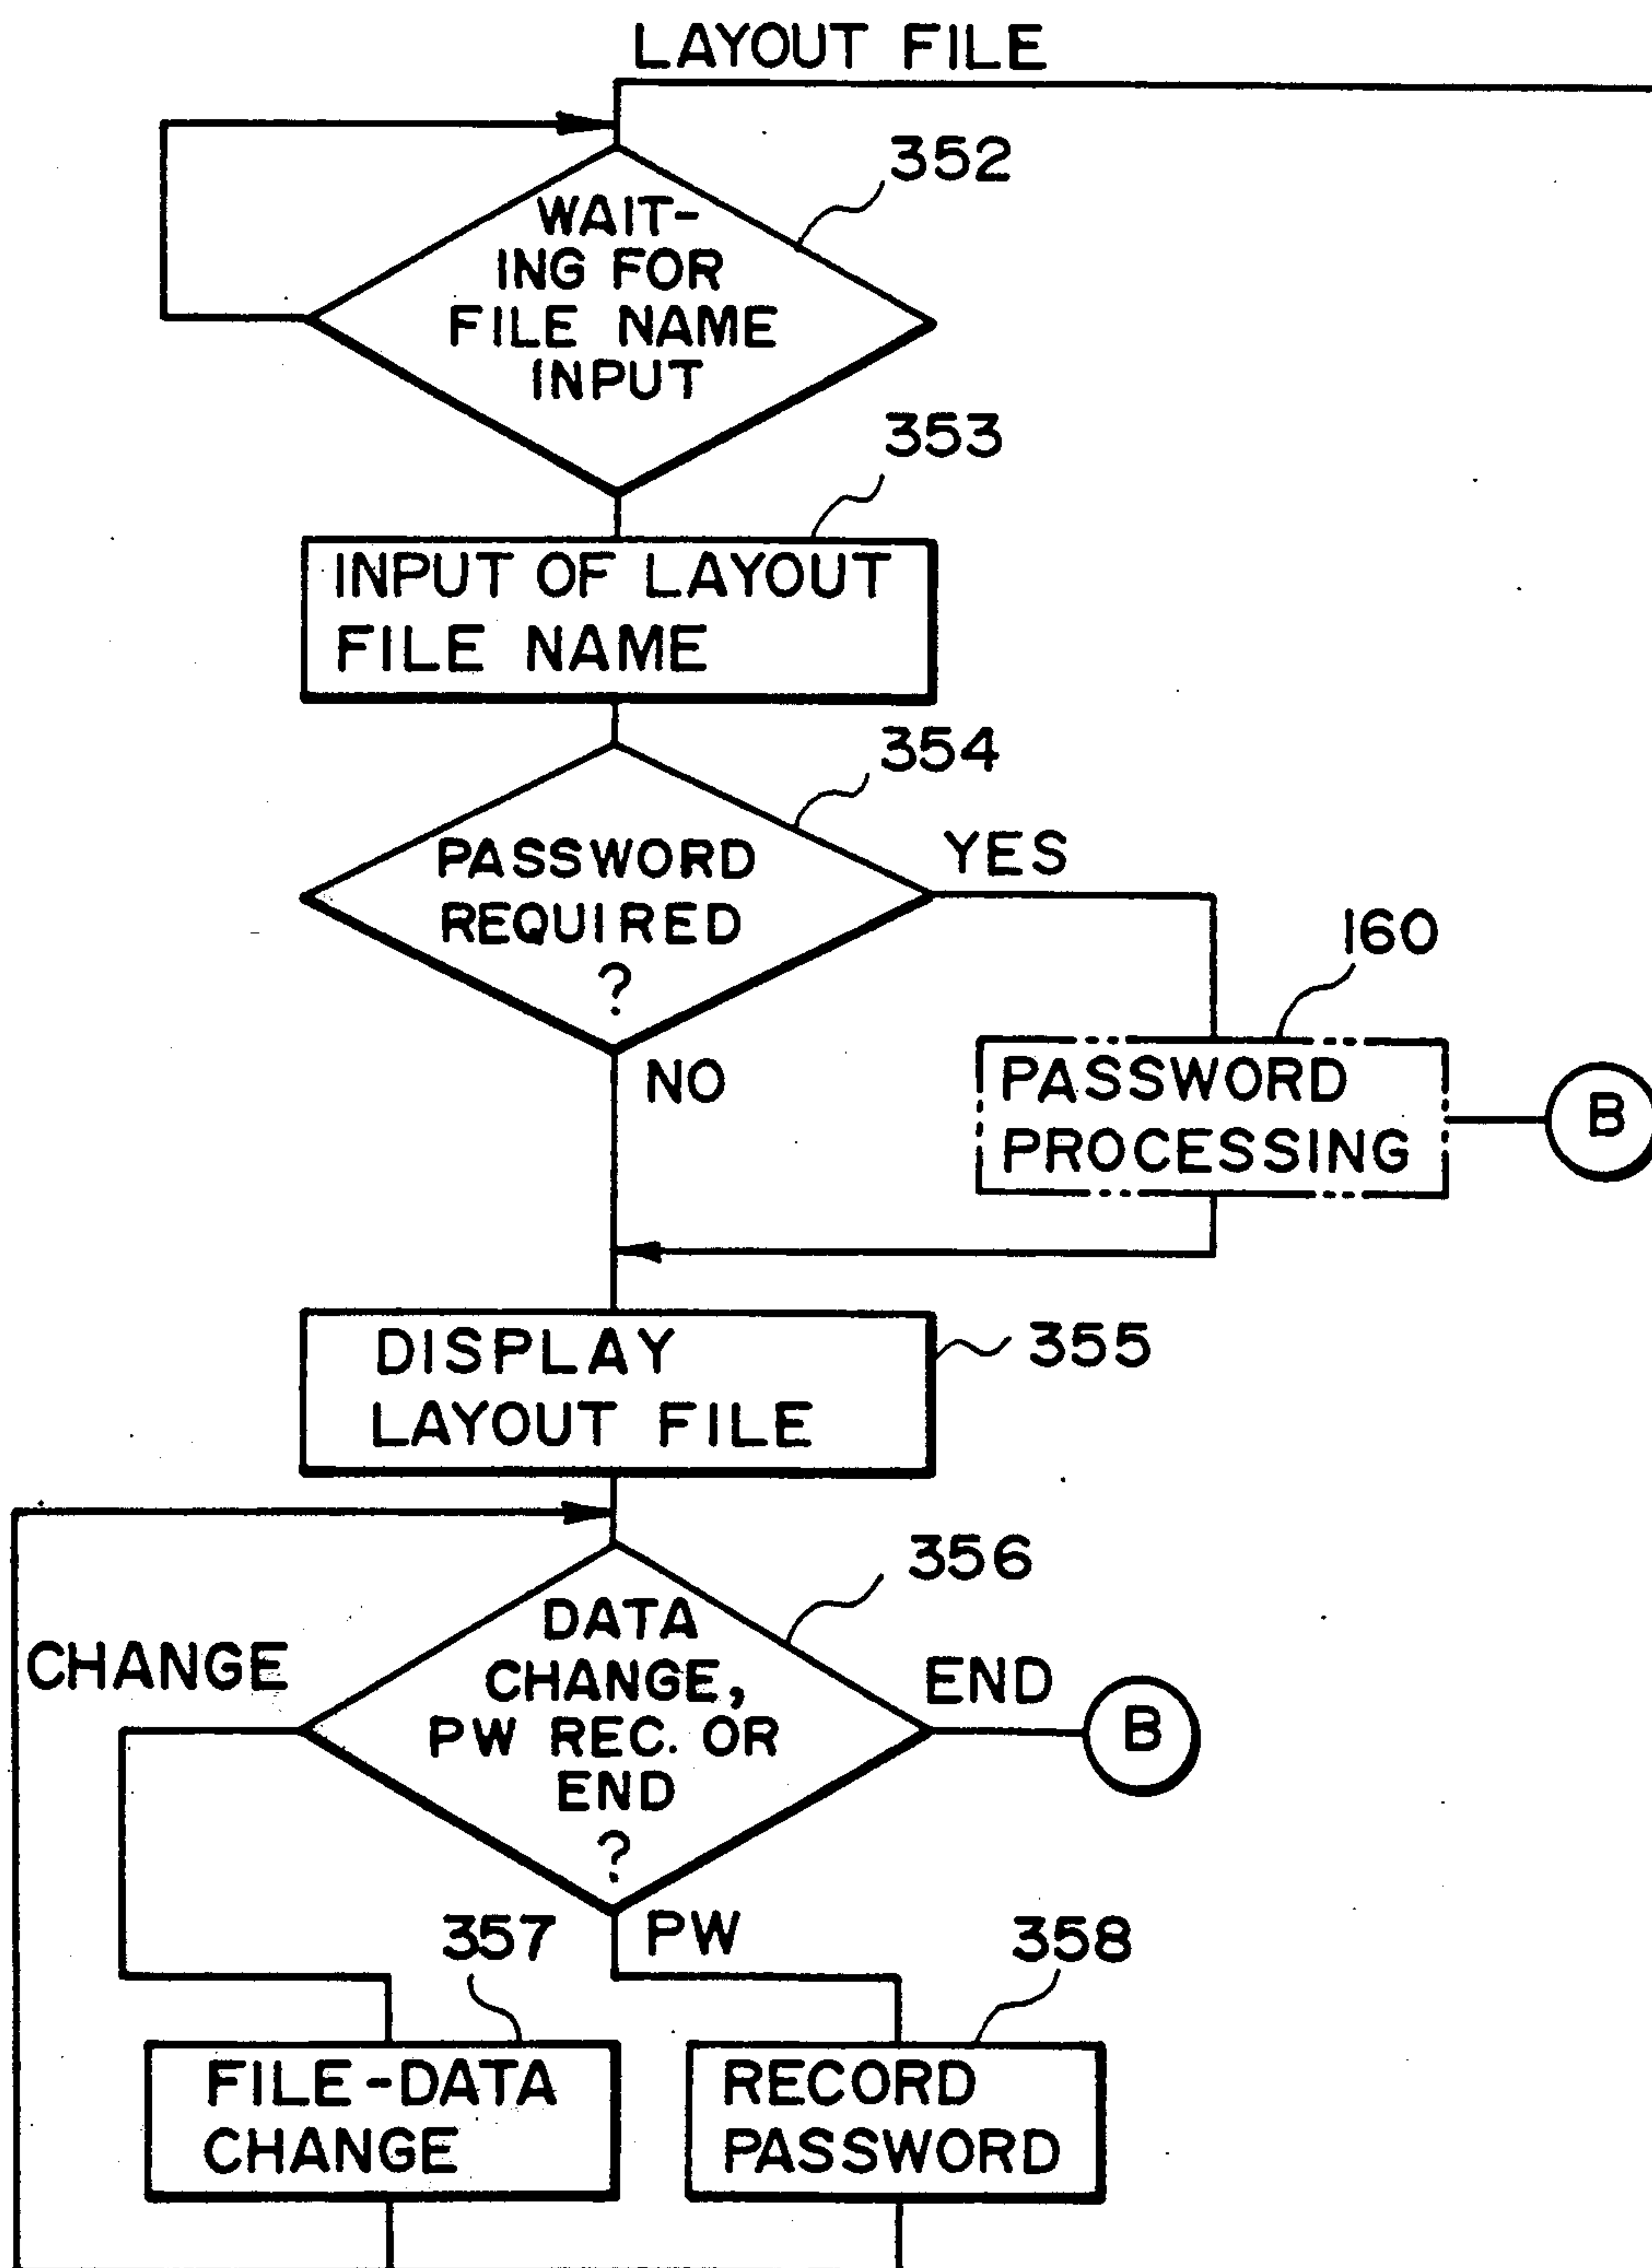 LAYOUT FILE
352
WAIT-
ING FOR
FILE NAME
INPUT
353
INPUT OF LAYOUT
FILE NAME
354
PASSWORD
REQUIRED
?
YES
NO
160
PASSWORD
PROCESSING
B
DISPLAY
LAYOUT FILE
355
356
DATA
CHANGE,
PW REC. OR
END
?
CHANGE
END
B
PW
357
358
FILE-DATA
CHANGE
RECORD
PASSWORD